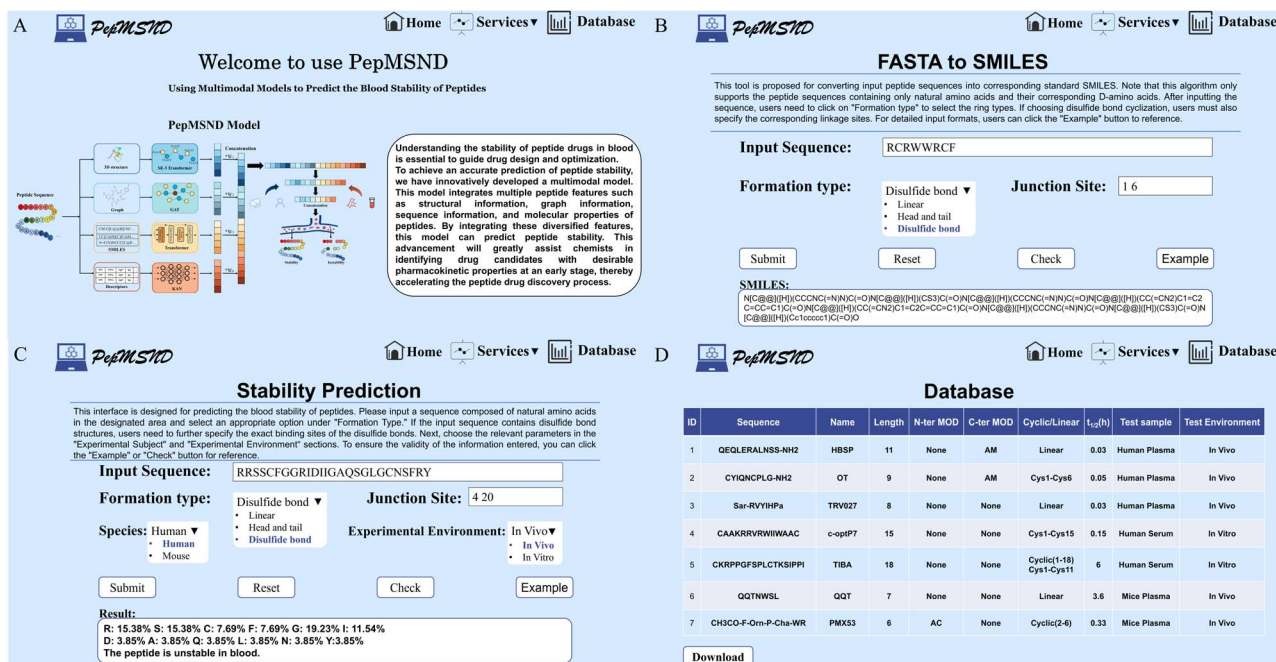 A
PepMSND
Home
Services▼
Database
Welcome to use PepMSND
Using Multimodal Models to Predict the Blood Stability of Peptides
PepMSND Model
Peptide Sequence
3D structure
SE-3 Transformer
Concatenation
Graph
GAT
SMILES
Transformer
Descriptors
KAN
Concatenation
Stability
Instability
Understanding the stability of peptide drugs in blood
is essential to guide drug design and optimization.
To achieve an accurate prediction of peptide stability,
we have innovatively developed a multimodal model.
This model integrates multiple peptide features such
as structural information, graph information,
sequence information, and molecular properties of
peptides. By integrating these diversified features,
this model can predict peptide stability. This
advancement will greatly assist chemists in
identifying drug candidates with desirable
pharmacokinetic properties at an early stage, thereby
accelerating the peptide drug discovery process.
B
PepMSND
Home
Services▼
Database
FASTA to SMILES
This tool is proposed for converting input peptide sequences into corresponding standard SMILES. Note that this algorithm only
supports the peptide sequences containing only natural amino acids and their corresponding D-amino acids. After inputting the
sequence, users need to click on "Formation type" to select the ring types. If choosing disulfide bond cyclization, users must also
specify the corresponding linkage sites. For detailed input formats, users can click the "Example" button to reference.
Input Sequence: RCRWWRCF
Formation type: Disulfide bond ▼
• Linear
• Head and tail
• Disulfide bond
Junction Site: 1 6
Submit
Reset
Check
Example
SMILES:
N[C@@]([H])(CCCNC(=N)N)C(=O)N[C@@]([H])(CS3)C(=O)N[C@@]([H])(CCCNC(=N)N)C(=O)N[C@@]([H])(CC(=CN2)C1=C2
C=CC=C1)C(=O)N[C@@]([H])(CC(=CN2)C1=C2C=CC=C1)C(=O)N[C@@]([H])(CCCNC(=N)N)C(=O)N[C@@]([H])(CS3)C(=O)N
[C@@]([H])(Cc1ccccc1)C(=O)O
C
PepMSND
Home
Services▼
Database
Stability Prediction
This interface is designed for predicting the blood stability of peptides. Please input a sequence composed of natural amino acids
in the designated area and select an appropriate option under "Formation Type." If the input sequence contains disulfide bond
structures, users need to further specify the exact binding sites of the disulfide bonds. Next, choose the relevant parameters in the
"Experimental Subject" and "Experimental Environment" sections. To ensure the validity of the information entered, you can click
the "Example" or "Check" button for reference.
Input Sequence: RRSSCFGGRIDIIGAQSGLGCNSFRY
Formation type: Disulfide bond ▼
• Linear
• Head and tail
• Disulfide bond
Junction Site: 4 20
Species: Human ▼
• Human
• Mouse
Experimental Environment: In Vivo▼
• In Vivo
• In Vitro
Submit
Reset
Check
Example
Result:
R: 15.38% S: 15.38% C: 7.69% F: 7.69% G: 19.23% I: 11.54%
D: 3.85% A: 3.85% Q: 3.85% L: 3.85% N: 3.85% Y:3.85%
The peptide is unstable in blood.
D
PepMSND
Home
Services▼
Database
Database
ID Sequence Name Length N-ter MOD C-ter MOD Cyclic/Linear t1/2(h) Test sample Test Environment
1 QEQLERALNSS-NH2 HBSP 11 None AM Linear 0.03 Human Plasma In Vivo
2 CYIQNCPLG-NH2 OT 9 None AM Cys1-Cys6 0.05 Human Plasma In Vivo
3 Sar-RVYIHPa TRV027 8 None None Linear 0.03 Human Plasma In Vivo
4 CAAKRRVRWIIWAAC c-optP7 15 None None Cys1-Cys15 0.15 Human Serum In Vitro
5 CKRPPGFSPLCTKSIPPI TIBA 18 None None Cyclic(1-18) Cys1-Cys11 6 Human Serum In Vitro
6 QQTNWSL QQT 7 None None Linear 3.6 Mice Plasma In Vivo
7 CH3CO-F-Orn-P-Cha-WR PMX53 6 AC None Cyclic(2-6) 0.33 Mice Plasma In Vivo
Download